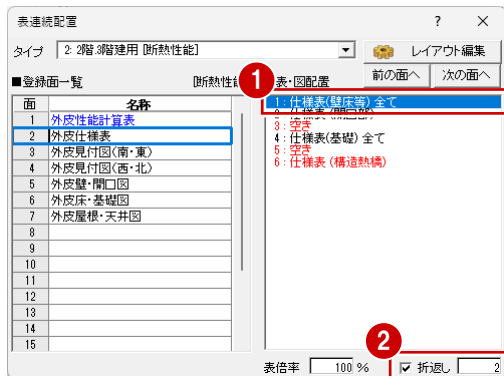 表連続配置 ? ×
タイプ 2: 2階.3階建用 [断熱性能] レイアウト編集
■登録面一覧 [断熱性能 1 表・図配置 前の面へ 次の面へ
面 名称
1 外皮性能計算表
2 外皮仕様表
3 外皮見付図(南・東)
4 外皮見付図(西・北)
5 外皮壁・開口図
6 外皮床・基礎図
7 外皮屋根・天井図
8
9
10
11
12
13
14
15
1:仕様表(壁床等) 全て
3:空き
4:仕様表(基礎) 全て
5:空き
6:仕様表 (構造熱橋)
2
表倍率 100 % 折返し 2